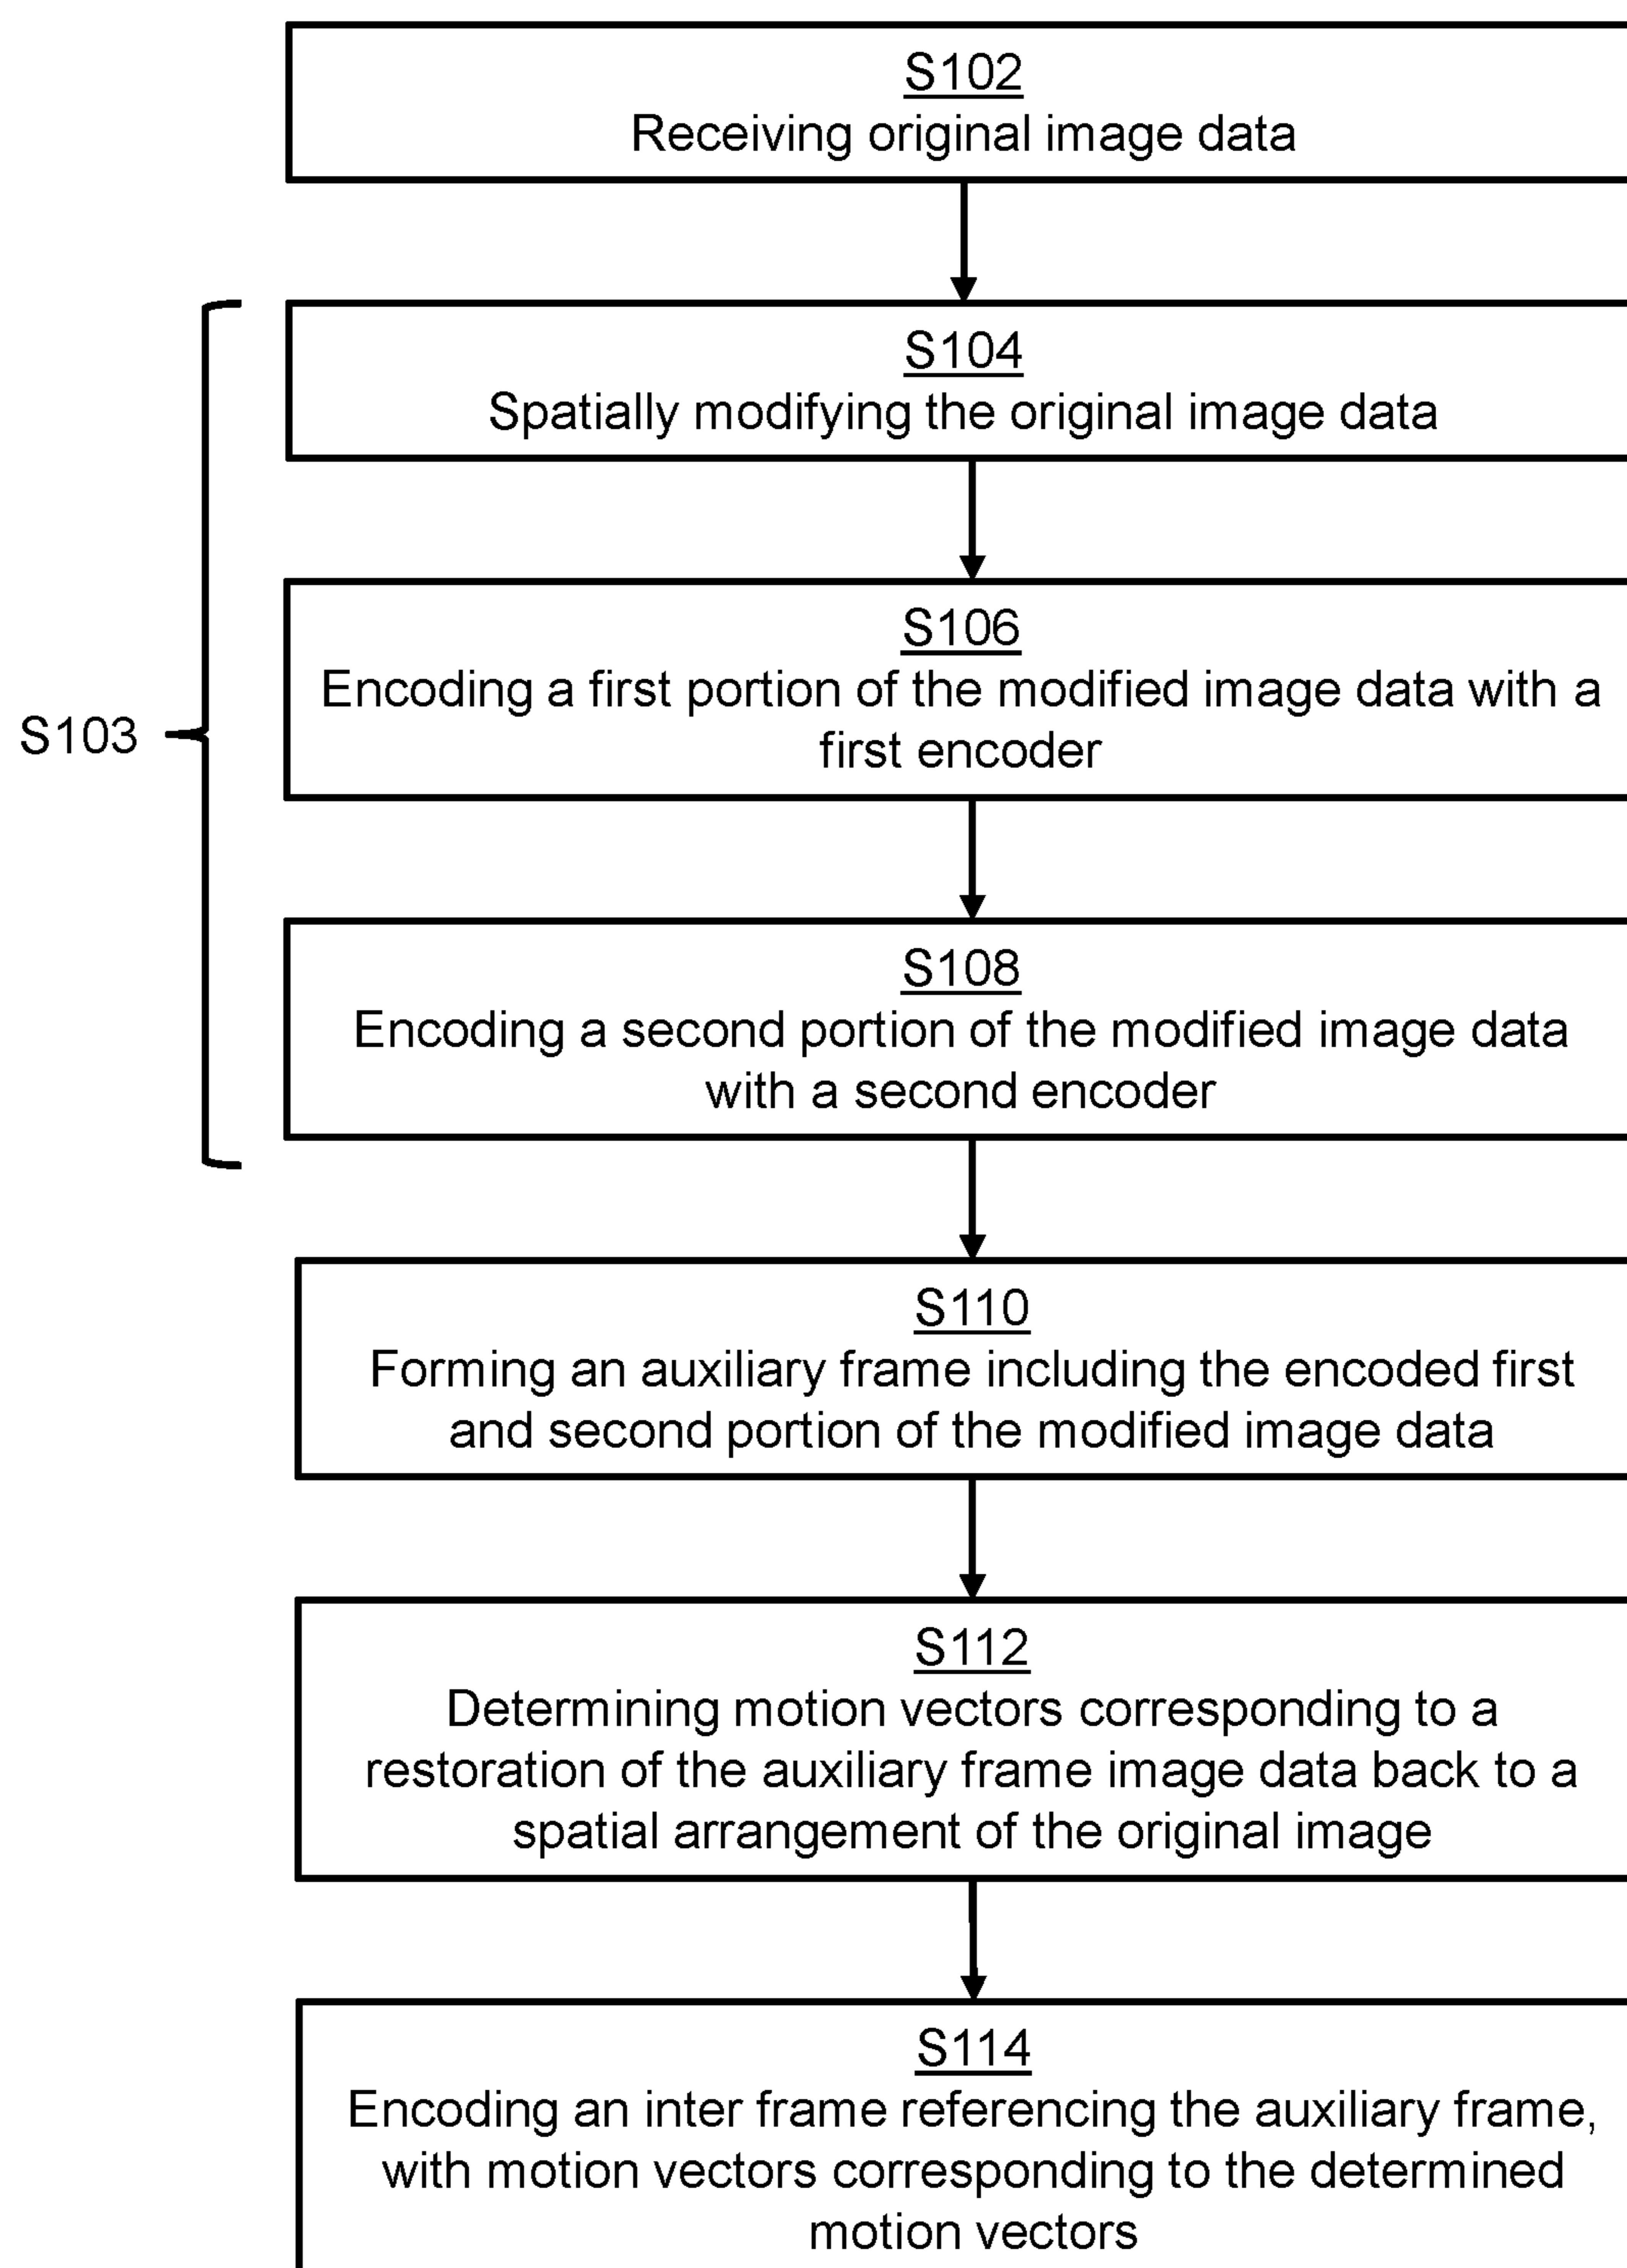 S102
Receiving original image data
S104
Spatially modifying the original image data
S106
Encoding a first portion of the modified image data with a
first encoder
S103
S108
Encoding a second portion of the modified image data
with a second encoder
S110
Forming an auxiliary frame including the encoded first
and second portion of the modified image data
S112
Determining motion vectors corresponding to a
restoration of the auxiliary frame image data back to a
spatial arrangement of the original image
S114
Encoding an inter frame referencing the auxiliary frame,
with motion vectors corresponding to the determined
motion vectors